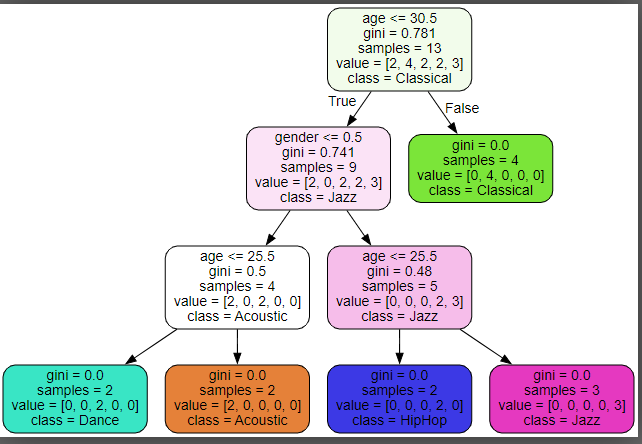 age <= 30.5
gini = 0.781
samples = 13
value = [2, 4, 2, 2, 3]
class = Classical
True
False
gender <= 0.5
gini = 0.741
samples = 9
value = [2, 0, 2, 2, 3]
class = Jazz
gini = 0.0
samples = 4
value = [0, 4, 0, 0, 0]
class = Classical
age <= 25.5
gini = 0.5
samples = 4
value = [2, 0, 2, 0, 0]
class = Acoustic
age <= 25.5
gini = 0.48
samples = 5
value = [0, 0, 0, 2, 3]
class = Jazz
gini = 0.0
samples = 2
value = [0, 0, 2, 0, 0]
class = Dance
gini = 0.0
samples = 2
value = [2, 0, 0, 0, 0]
class = Acoustic
gini = 0.0
samples = 2
value = [0, 0, 0, 2, 0]
class = HipHop
gini = 0.0
samples = 3
value = [0, 0, 0, 0, 3]
class = Jazz